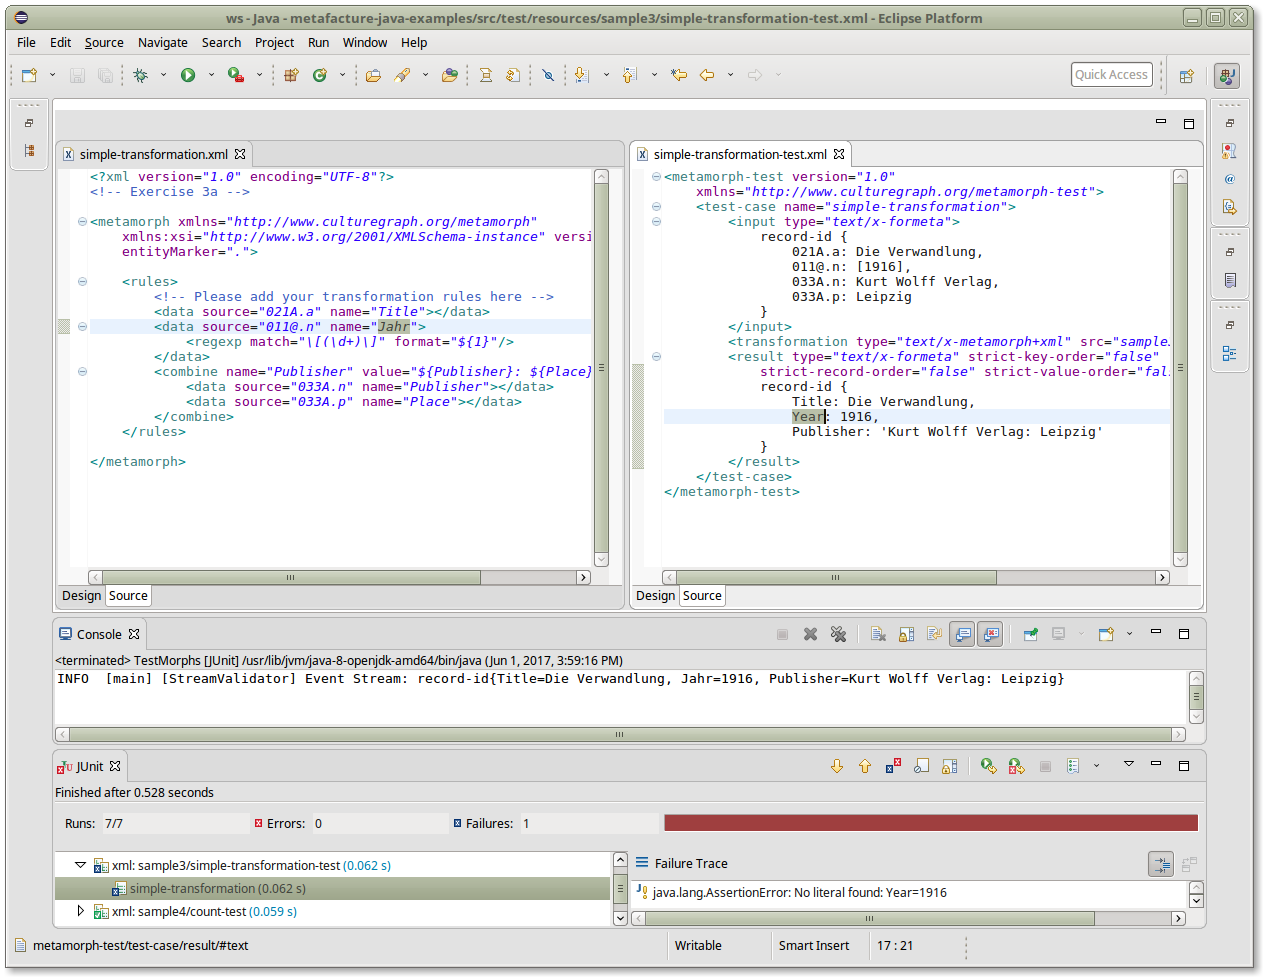 ws - Java - metafacture-java-examples/src/test/resources/sample3/simple-transformation-test.xml - Eclipse Platform
File Edit Source Navigate Search Project Run Window Help
Quick Access
simple-transformation.xml
<?xml version="1.0" encoding="UTF-8"?>
<!-- Exercise 3a -->
<metamorph xmlns="http://www.culturegraph.org/metamorph"
xmlns:xsi="http://www.w3.org/2001/XMLSchema-instance" versi
entityMarker=".">
<rules>
<!-- Please add your transformation rules here -->
<data source="021A.a" name="Title"></data>
<data source="011@.n" name="Jahr">
<regexp match="\[(\d+)\]" format="${1}"/>
</data>
<combine name="Publisher" value="${Publisher}: ${Place}
<data source="033A.n" name="Publisher"></data>
<data source="033A.p" name="Place"></data>
</combine>
</rules>
</metamorph>
Design Source
simple-transformation-test.xml
<metamorph-test version="1.0"
xmlns="http://www.culturegraph.org/metamorph-test">
<test-case name="simple-transformation">
<input type="text/x-formeta">
record-id {
021A.a: Die Verwandlung,
011@.n: [1916],
033A.n: Kurt Wolff Verlag,
033A.p: Leipzig
}
</input>
<transformation type="text/x-metamorph+xml" src="sample
<result type="text/x-formeta" strict-key-order="false"
strict-record-order="false" strict-value-order="fal
record-id {
Title: Die Verwandlung,
Year: 1916,
Publisher: 'Kurt Wolff Verlag: Leipzig'
}
</result>
</test-case>
</metamorph-test>
Design Source
Console
<terminated> TestMorphs [JUnit] /usr/lib/jvm/java-8-openjdk-amd64/bin/java (Jun 1, 2017, 3:59:16 PM)
INFO [main] [StreamValidator] Event Stream: record-id{Title=Die Verwandlung, Jahr=1916, Publisher=Kurt Wolff Verlag: Leipzig}
JUnit
Finished after 0.528 seconds
Runs: 7/7 Errors: 0 Failures: 1
xml: sample3/simple-transformation-test (0.062 s)
simple-transformation (0.062 s)
xml: sample4/count-test (0.059 s)
Failure Trace
java.lang.AssertionError: No literal found: Year=1916
metamorph-test/test-case/result/#text Writable Smart Insert 17 : 21